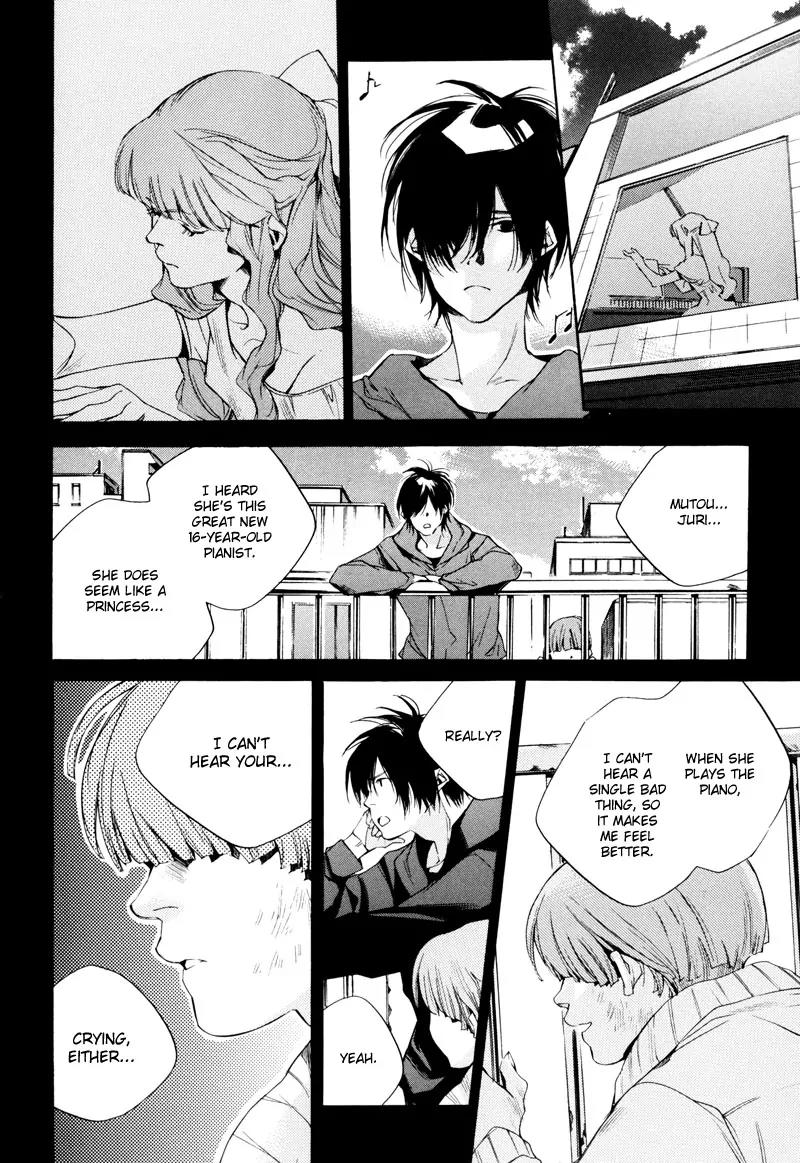 MUTOU...
JURI...
I HEARD
SHE'S THIS
GREAT NEW
16-YEAR-OLD
PIANIST.
SHE DOES
SEEM LIKE A
PRINCESS...
WHEN SHE
PLAYS THE
PIANO,
I CAN'T
HEAR A
SINGLE BAD
THING, SO
IT MAKES
ME FEEL
BETTER.
REALLY?
YEAH.
I CAN'T
HEAR YOUR...
CRYING,
EITHER...